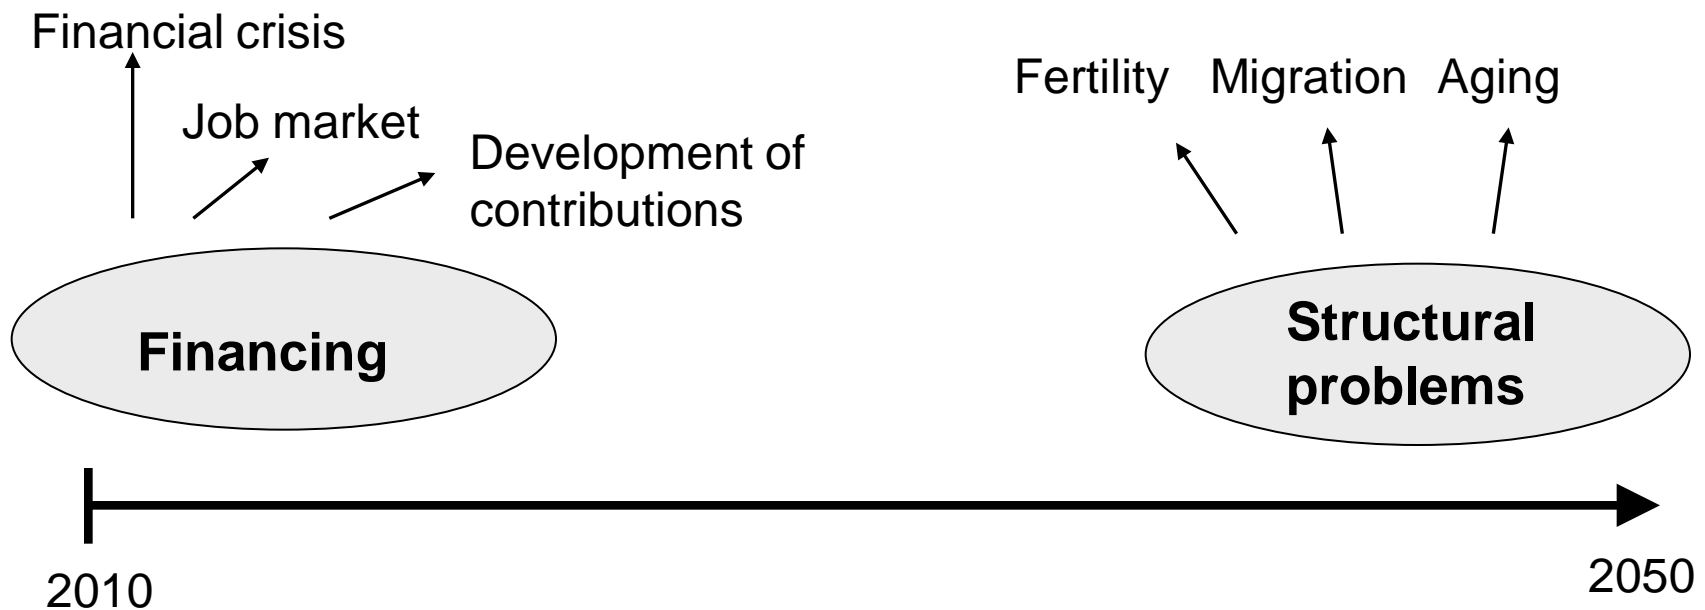 Financial crisis
Job market
Development of
contributions
Financing
Fertility Migration Aging
Structural
problems
2010
2050